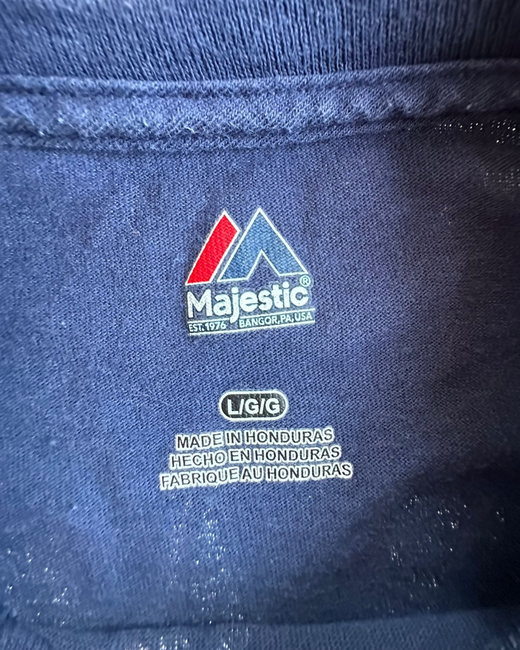 Majestic®
EST. 1976 BANGOR, PA, USA
L/G/G
MADE IN HONDURAS
HECHO EN HONDURAS
FABRIQUE AU HONDURAS